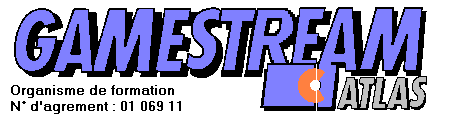 GAMESTREAM
ATLAS
Organisme de formation
N° d'agrement : 01 069 11